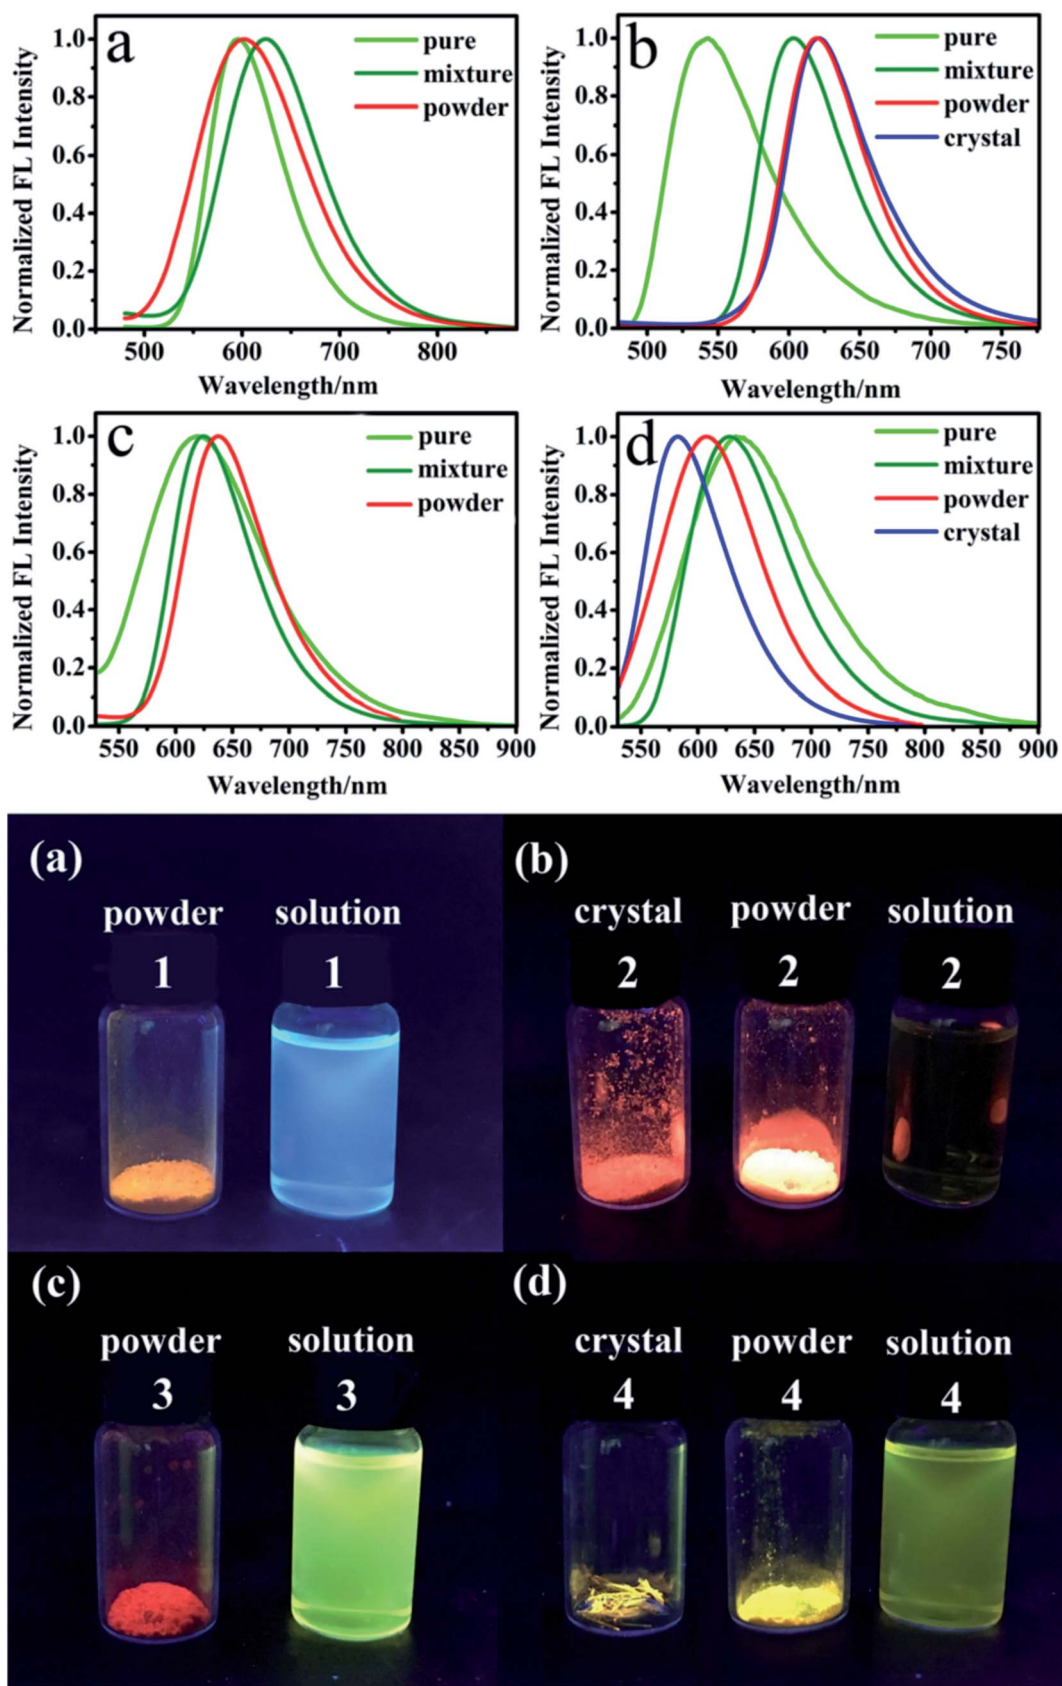 a
pure
mixture
powder
Normalized FL Intensity
1.0
0.8
0.6
0.4
0.2
0.0
500 600 700 800
Wavelength/nm
b
pure
mixture
powder
crystal
Normalized FL Intensity
1.0
0.8
0.6
0.4
0.2
0.0
500 550 600 650 700 750
Wavelength/nm
c
pure
mixture
powder
Normalized FL Intensity
1.0
0.8
0.6
0.4
0.2
0.0
550 600 650 700 750 800 850 900
Wavelength/nm
d
pure
mixture
powder
crystal
Normalized FL Intensity
1.0
0.8
0.6
0.4
0.2
0.0
550 600 650 700 750 800 850 900
Wavelength/nm
(a)
powder solution
1 1
(b)
crystal powder solution
2 2 2
(c)
powder solution
3 3
(d)
crystal powder solution
4 4 4